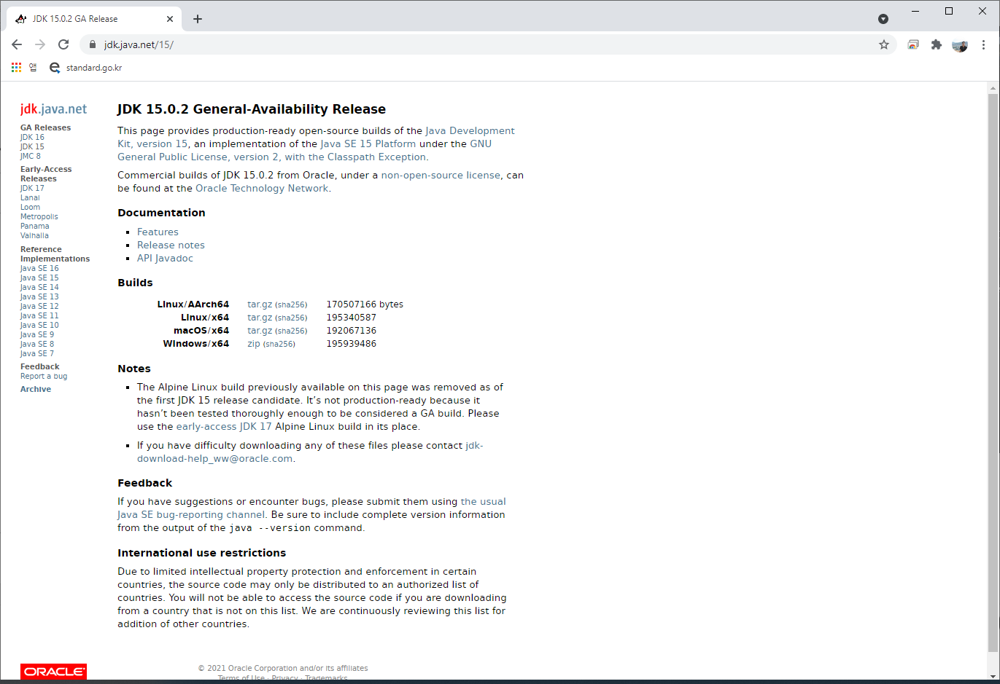 JDK 15.0.2 GA Release
jdk.java.net/15/
앱
standard.go.kr
jdk.java.net
GA Releases
JDK 16
JDK 15
JMC 8
Early-Access
Releases
JDK 17
Lanai
Loom
Metropolis
Panama
Valhalla
Reference
Implementations
Java SE 16
Java SE 15
Java SE 14
Java SE 13
Java SE 12
Java SE 11
Java SE 10
Java SE 9
Java SE 8
Java SE 7
Feedback
Report a bug
Archive
JDK 15.0.2 General-Availability Release
This page provides production-ready open-source builds of the Java Development
Kit, version 15, an implementation of the Java SE 15 Platform under the GNU
General Public License, version 2, with the Classpath Exception.
Commercial builds of JDK 15.0.2 from Oracle, under a non-open-source license, can
be found at the Oracle Technology Network.
Documentation
Features
Release notes
API Javadoc
Builds
Linux/AArch64 tar.gz (sha256) 170507166 bytes
Linux/x64 tar.gz (sha256) 195340587
macOS/x64 tar.gz (sha256) 192067136
Windows/x64 zip (sha256) 195939486
Notes
The Alpine Linux build previously available on this page was removed as of
the first JDK 15 release candidate. It’s not production-ready because it
hasn’t been tested thoroughly enough to be considered a GA build. Please
use the early-access JDK 17 Alpine Linux build in its place.
If you have difficulty downloading any of these files please contact jdk-
download-help_ww@oracle.com.
Feedback
If you have suggestions or encounter bugs, please submit them using the usual
Java SE bug-reporting channel. Be sure to include complete version information
from the output of the java --version command.
International use restrictions
Due to limited intellectual property protection and enforcement in certain
countries, the source code may only be distributed to an authorized list of
countries. You will not be able to access the source code if you are downloading
from a country that is not on this list. We are continuously reviewing this list for
addition of other countries.
ORACLE
© 2021 Oracle Corporation and/or its affiliates
Terms of Use · Privacy · Trademarks